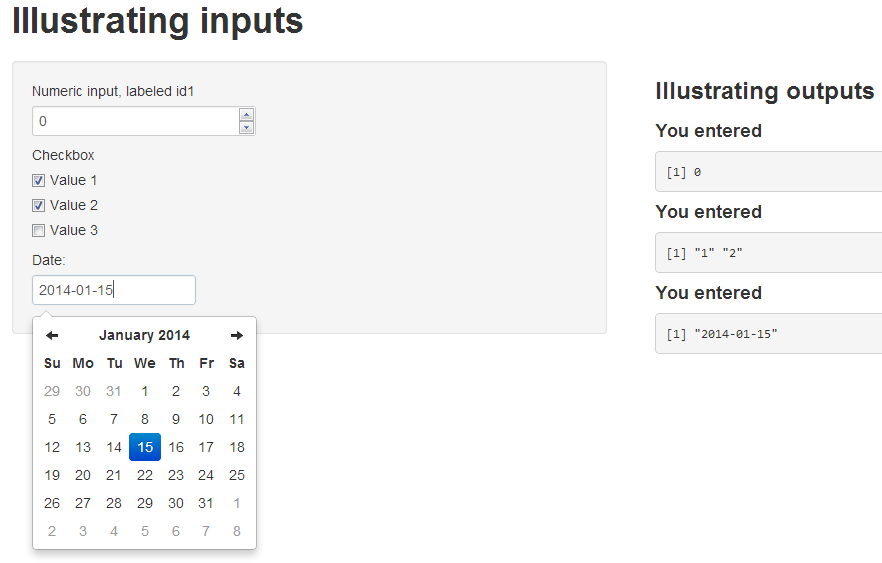 Illustrating inputs
Numeric input, labeled id1
0
Checkbox
Value 1
Value 2
Value 3
Date:
2014-01-15
January 2014
Su Mo Tu We Th Fr Sa
29 30 31 1 2 3 4
5 6 7 8 9 10 11
12 13 14 15 16 17 18
19 20 21 22 23 24 25
26 27 28 29 30 31 1
2 3 4 5 6 7 8
Illustrating outputs
You entered
[1] 0
You entered
[1] "1" "2"
You entered
[1] "2014-01-15"